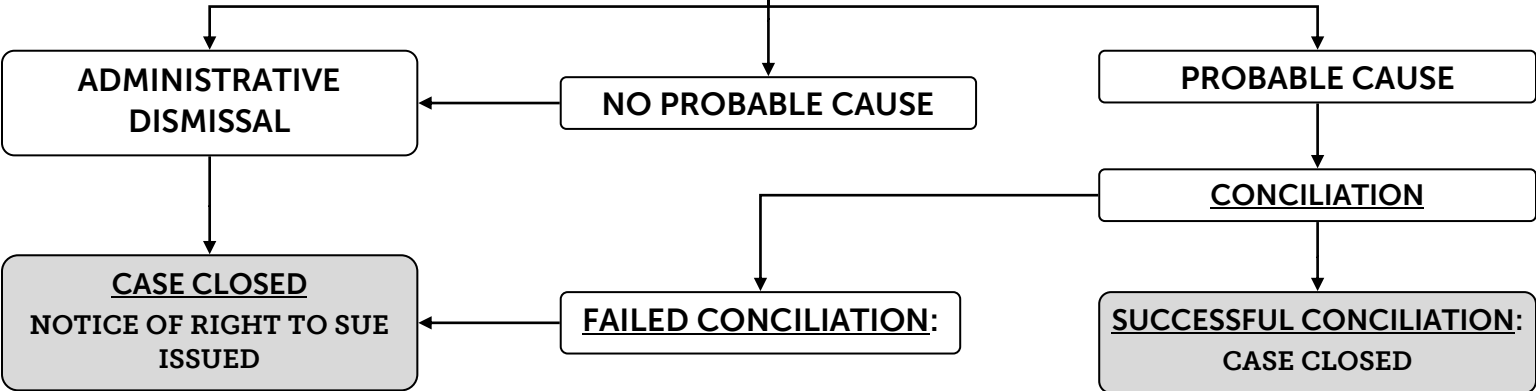 ADMINISTRATIVE
DISMISSAL
NO PROBABLE CAUSE
PROBABLE CAUSE
CONCILIATION
CASE CLOSED
NOTICE OF RIGHT TO SUE
ISSUED
FAILED CONCILIATION:
SUCCESSFUL CONCILIATION:
CASE CLOSED